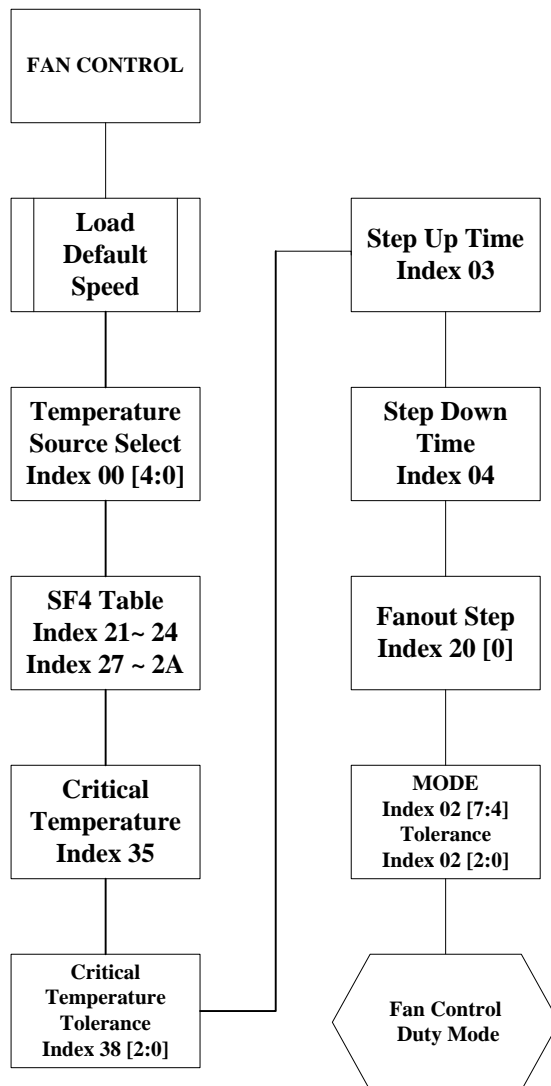 FAN CONTROL
Load
Default
Speed
Temperature
Source Select
Index 00 [4:0]
SF4 Table
Index 21~ 24
Index 27 ~ 2A
Critical
Temperature
Index 35
Critical
Temperature
Tolerance
Index 38 [2:0]
Step Up Time
Index 03
Step Down
Time
Index 04
Fanout Step
Index 20 [0]
MODE
Index 02 [7:4]
Tolerance
Index 02 [2:0]
Fan Control
Duty Mode